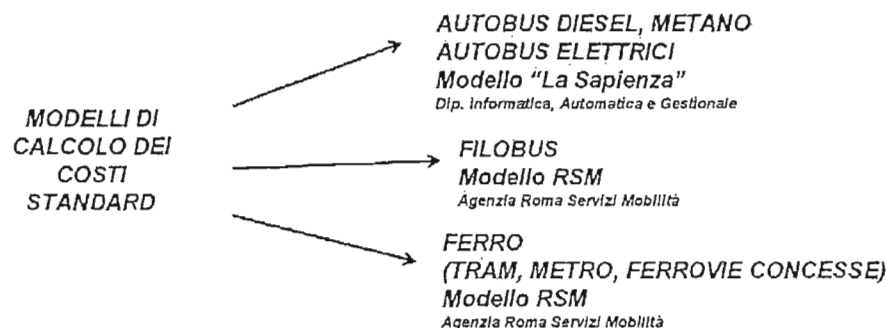 MODELLI DI
CALCOLO DEI
COSTI
STANDARD
AUTOBUS DIESEL, METANO
AUTOBUS ELETTRICI
Modello "La Sapienza"
Dip. Informatica, Automatica e Gestionale
FILOBUS
Modello RSM
Agenzia Roma Servizi Mobilità
FERRO
(TRAM, METRO, FERROVIE CONCESSE)
Modello RSM
Agenzia Roma Servizi Mobilità